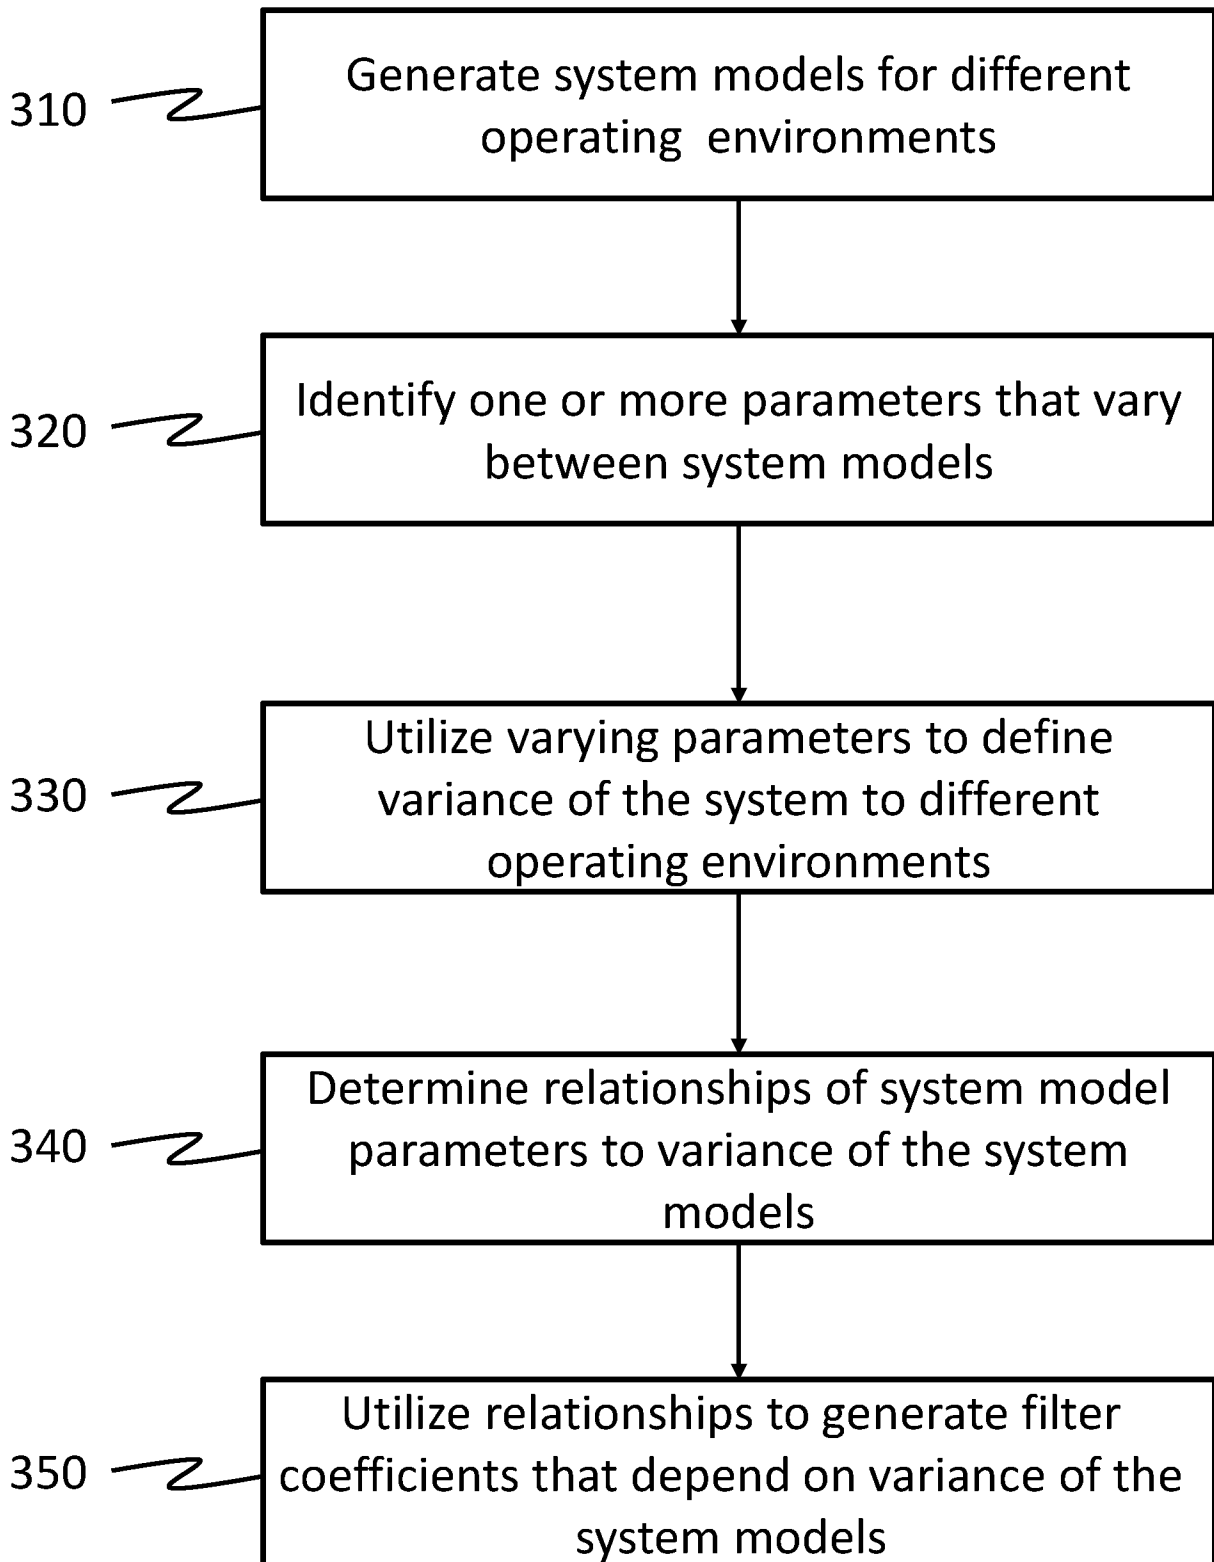 310
Generate system models for different
operating  environments
320
Identify one or more parameters that vary
between system models
330
Utilize varying parameters to define
variance of the system to different
operating environments
340
Determine relationships of system model
parameters to variance of the system
models
350
Utilize relationships to generate filter
coefficients that depend on variance of the
system models